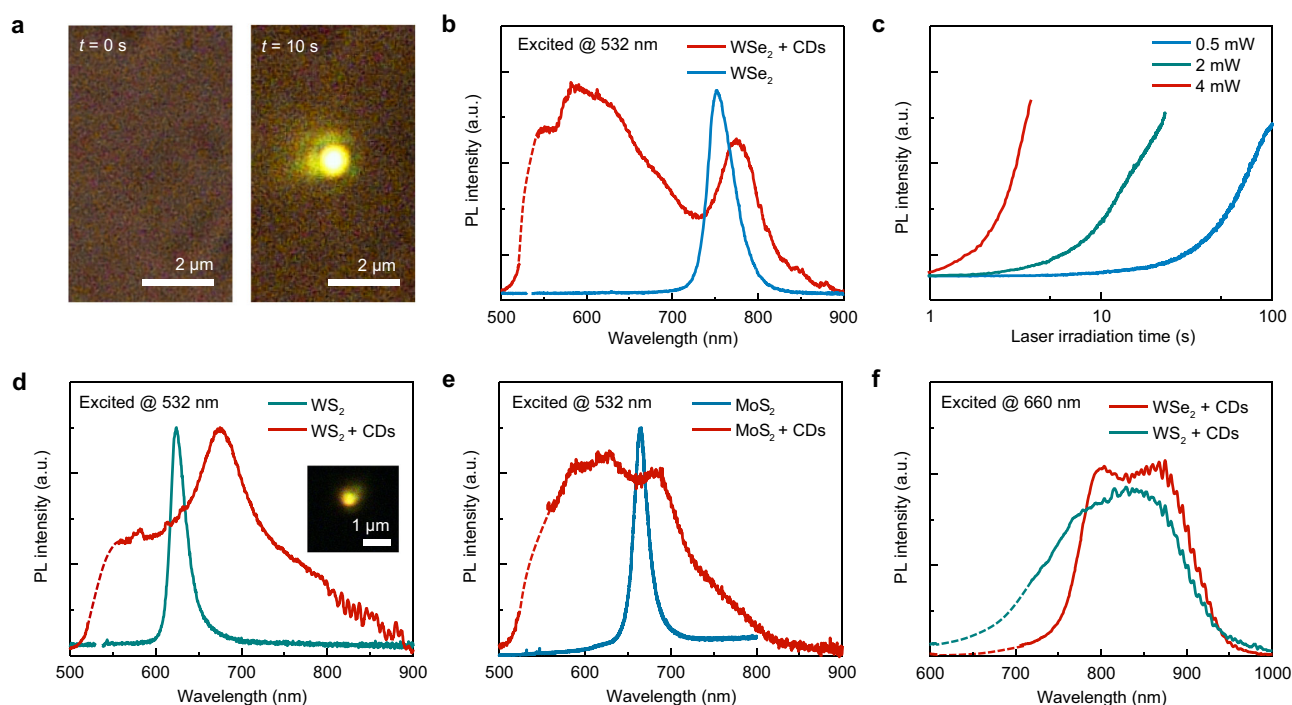 a
t = 0 s
2 µm
t = 10 s
2 µm
b
Excited @ 532 nm
WSe₂ + CDs
WSe₂
PL intensity (a.u.)
500 600 700 800 900
Wavelength (nm)
c
0.5 mW
2 mW
4 mW
PL intensity (a.u.)
1 10 100
Laser irradiation time (s)
d
WS₂
WS₂ + CDs
Excited @ 532 nm
1 µm
PL intensity (a.u.)
500 600 700 800 900
Wavelength (nm)
e
Excited @ 532 nm
MoS₂
MoS₂ + CDs
PL intensity (a.u.)
500 600 700 800 900
Wavelength (nm)
f
Excited @ 660 nm
WSe₂ + CDs
WS₂ + CDs
PL intensity (a.u.)
600 700 800 900 1000
Wavelength (nm)